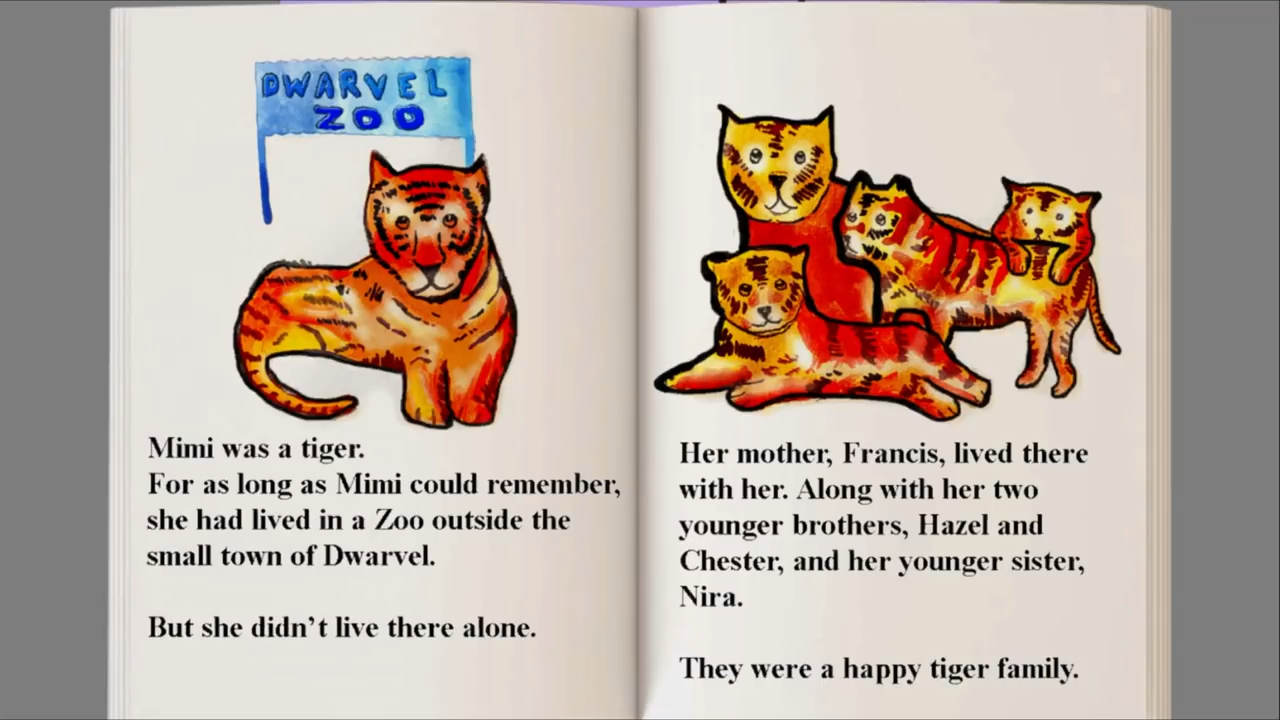 DWARVEL
ZOO
Mimi was a tiger.
For as long as Mimi could remember,
she had lived in a Zoo outside the
small town of Dwarvel.
But she didn't live there alone.
Her mother, Francis, lived there
with her. Along with her two
younger brothers, Hazel and
Chester, and her younger sister,
Nira.
They were a happy tiger family.